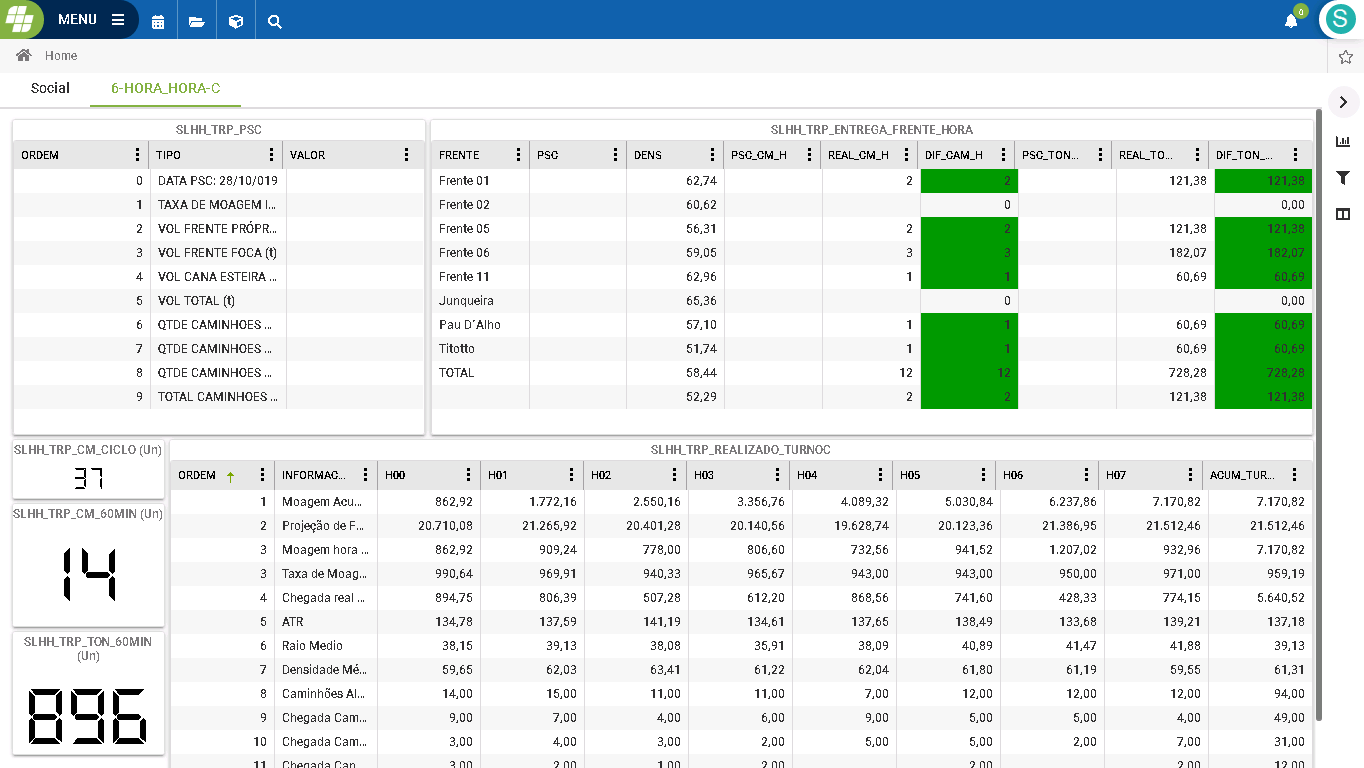 MENU
0
S
Home
Social 6-HORA_HORA-C
SLHH_TRP_PSC
ORDEM TIPO VALOR
0 DATA PSC: 28/10/019
1 TAXA DE MOAGEM I...
2 VOL FRENTE PRÓPR...
3 VOL FRENTE FOCA (t)
4 VOL CANA ESTEIRA ...
5 VOL TOTAL (t)
6 QTDE CAMINHOES ...
7 QTDE CAMINHOES ...
8 QTDE CAMINHOES ...
9 TOTAL CAMINHOES ...
SLHH_TRP_ENTREGA_FRENTE_HORA
FRENTE PSC DENS PSC_CM_H REAL_CM_H DIF_CAM_H PSC_TON... REAL_TO... DIF_TON_...
Frente 01 62,74 2 2 121,38 121,38
Frente 02 60,62 0 0,00
Frente 05 56,31 2 2 121,38 121,38
Frente 06 59,05 3 3 182,07 182,07
Frente 11 62,96 1 1 60,69 60,69
Junqueira 65,36 0 0,00
Pau D´Alho 57,10 1 1 60,69 60,69
Titotto 51,74 1 1 60,69 60,69
TOTAL 58,44 12 12 728,28 728,28
52,29 2 2 121,38 121,38
SLHH_TRP_CM_CICLO (Un)
37
SLHH_TRP_CM_60MIN (Un)
14
SLHH_TRP_TON_60MIN
(Un)
896
SLHH_TRP_REALIZADO_TURNOC
ORDEM INFORMAC... H00 H01 H02 H03 H04 H05 H06 H07 ACUM_TUR...
1 Moagem Acu... 862,92 1.772,16 2.550,16 3.356,76 4.089,32 5.030,84 6.237,86 7.170,82 7.170,82
2 Projeção de F... 20.710,08 21.265,92 20.401,28 20.140,56 19.628,74 20.123,36 21.386,95 21.512,46 21.512,46
3 Moagem hora ... 862,92 909,24 778,00 806,60 732,56 941,52 1.207,02 932,96 7.170,82
3 Taxa de Moag... 990,64 969,91 940,33 965,67 943,00 943,00 950,00 971,00 959,19
4 Chegada real ... 894,75 806,39 507,28 612,20 868,56 741,60 428,33 774,15 5.640,52
5 ATR 134,78 137,59 141,19 134,61 137,65 138,49 133,68 139,21 137,18
6 Raio Medio 38,15 39,13 38,08 35,91 38,09 40,89 41,47 41,88 39,13
7 Densidade Mé... 59,65 62,03 63,41 61,22 62,04 61,80 61,19 59,55 61,31
8 Caminhões Al... 14,00 15,00 11,00 11,00 7,00 12,00 12,00 12,00 94,00
9 Chegada Cam... 9,00 7,00 4,00 6,00 9,00 5,00 5,00 4,00 49,00
10 Chegada Cam... 3,00 4,00 3,00 2,00 5,00 5,00 2,00 7,00 31,00
11 Chegada Can... 3,00 2,00 1,00 2,00 2,00 2,00 12,00